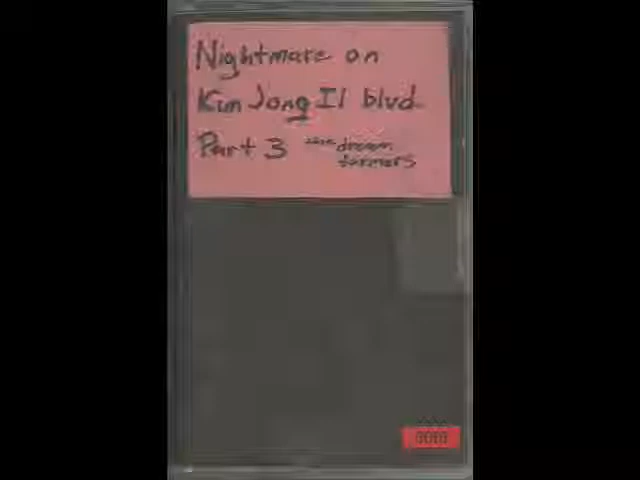 Nightmare on
Kim Jong Il blvd
Part 3 the dream
farmers